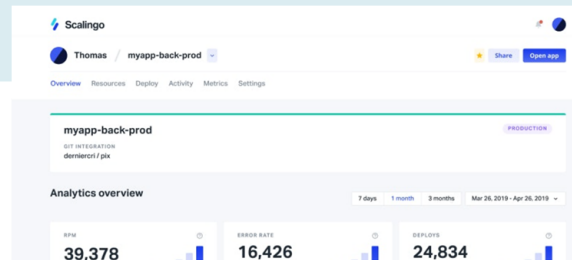 Scalingo
Thomas / myapp-back-prod
Share
Open app
Overview Resources Deploy Activity Metrics Settings
myapp-back-prod
PRODUCTION
GIT INTEGRATION
derniercri / pix
Analytics overview
7 days 1 month 3 months Mar 26, 2019 - Apr 26, 2019
RPM ERROR RATE DEPLOYS
39,378 16,426 24,834